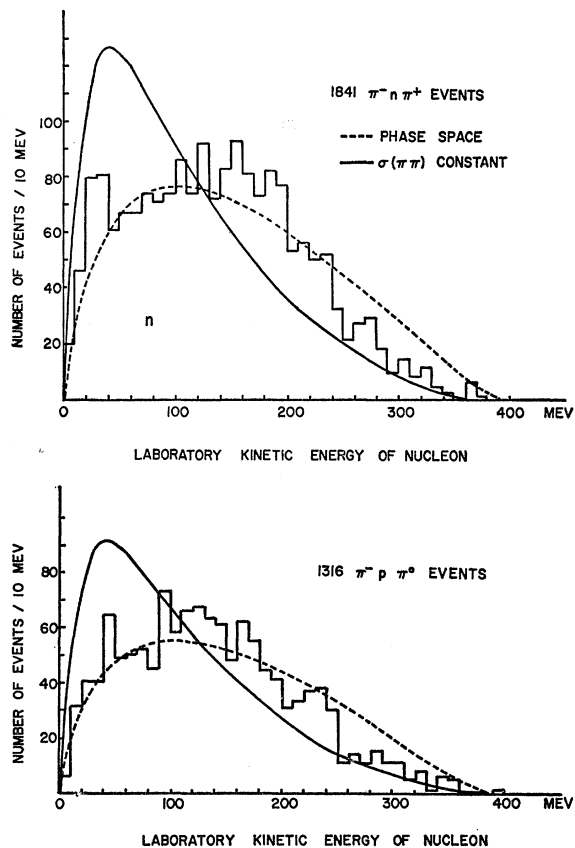 1841 π⁻ n π⁺ EVENTS
PHASE SPACE
σ(ππ) CONSTANT
NUMBER OF EVENTS / 10 MEV
100
80
60
40
20
n
0 100 200 300 400 MEV
LABORATORY KINETIC ENERGY OF NUCLEON
1316 π⁻ p π⁰ EVENTS
NUMBER OF EVENTS / 10 MEV
80
60
40
20
0 100 200 300 400 MEV
LABORATORY KINETIC ENERGY OF NUCLEON